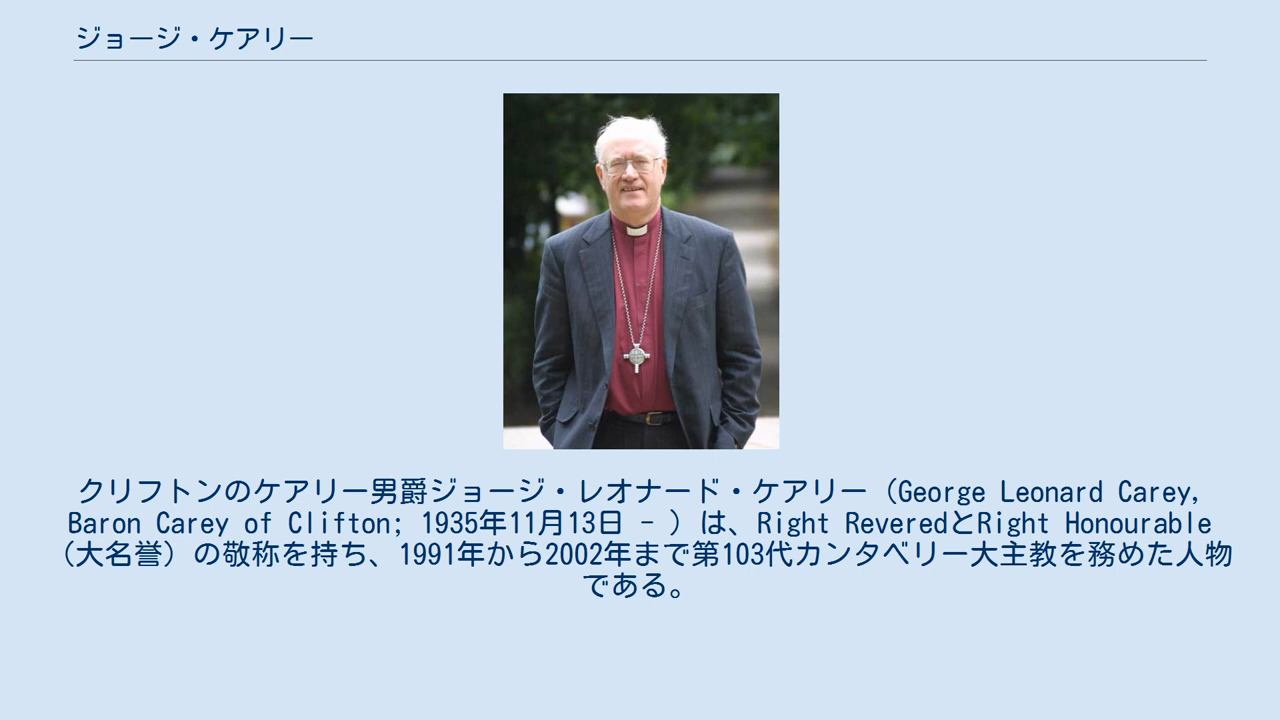 ジョージ・ケアリー
クリフトンのケアリー男爵ジョージ・レオナード・ケアリー（George Leonard Carey,
Baron Carey of Clifton; 1935年11月13日 - ）は、Right ReveredとRight Honourable
（大名誉）の敬称を持ち、1991年から2002年まで第103代カンタベリー大主教を務めた人物
である。